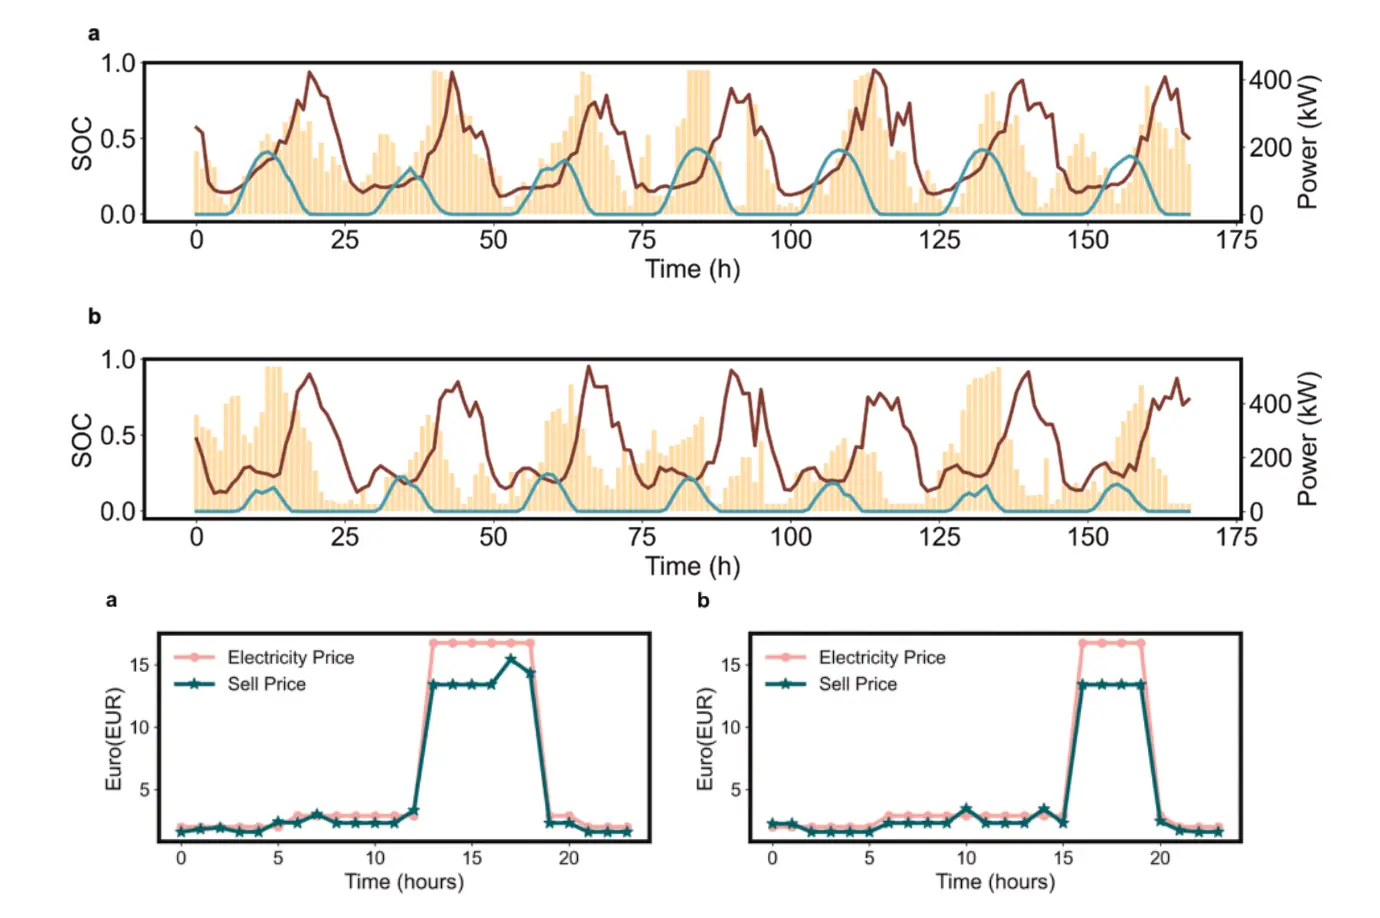 a
1.0
0.5
0.0
SOC
400
200
0
Power (kW)
0 25 50 75 100 125 150 175
Time (h)
b
1.0
0.5
0.0
SOC
400
200
0
Power (kW)
0 25 50 75 100 125 150 175
Time (h)
a
Electricity Price
Sell Price
15
10
5
Euro(EUR)
0 5 10 15 20
Time (hours)
b
Electricity Price
Sell Price
15
10
5
Euro(EUR)
0 5 10 15 20
Time (hours)